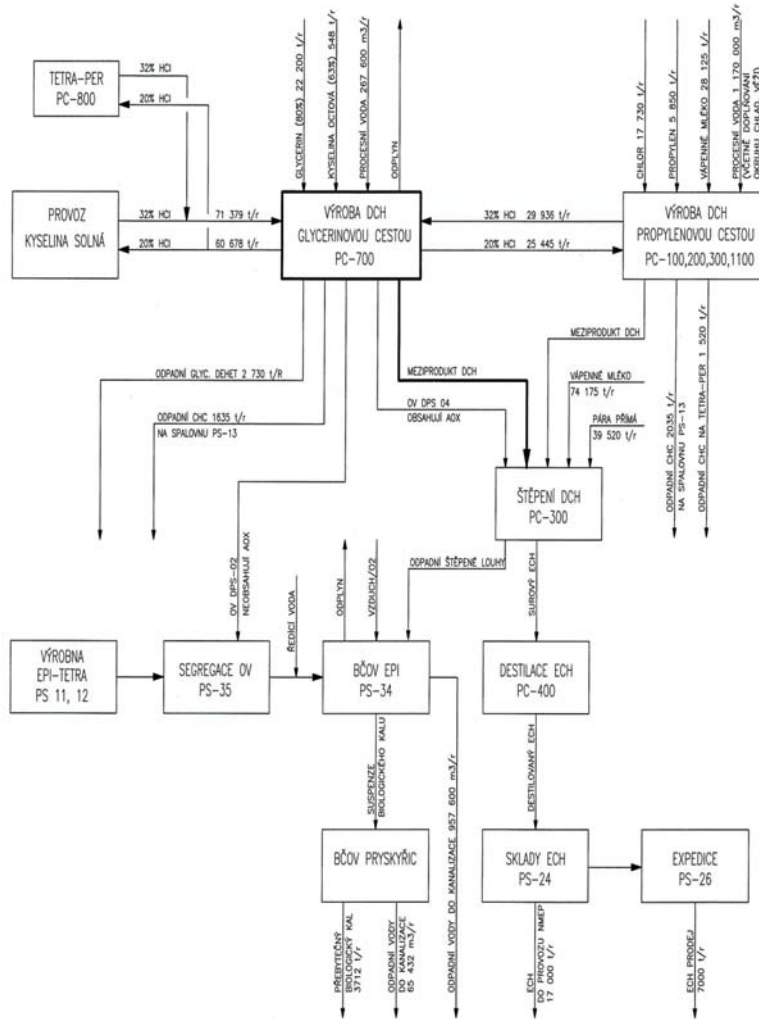 TETRA-PER
PC-800
32% HCl
20% HCl
GLYCERIN (80%) 22 200 t/r
KYSELINA OCTOVÁ (63%) 548 t/r
PROCESNÍ VODA 267 600 m3/r
ODPLYN
CHLOR 17 730 t/r
PROPYLEN 5 850 t/r
VÁPENNÉ MLÉKO 28 125 t/r
PROCESNÍ VODA 1 170 000 m3/r
(VČETNĚ DOPLŇOVÁNÍ
OKRUHU CHLAD. VĚŽÍ)
PROVOZ
KYSELINA SOLNÁ
32% HCl 71 379 t/r
20% HCl 60 678 t/r
VÝROBA DCH
GLYCERINOVOU CESTOU
PC-700
32% HCl 29 936 t/r
20% HCl 25 445 t/r
VÝROBA DCH
PROPYLENOVOU CESTOU
PC-100,200,300,1100
ODPADNÍ GLYC. DEHET 2 730 t/R
ODPADNÍ CHC 1635 t/r
NA SPALOVNU PS-13
MEZIPRODUKT DCH
OV DPS 04
OBSAHUJÍ AOX
MEZIPRODUKT DCH
VÁPENNÉ MLÉKO
74 175 t/r
PÁRA PŘÍMÁ
39 520 t/r
ODPADNÍ CHC 2035 t/r
NA SPALOVNU PS-13
ODPADNÍ CHC NA TETRA-PER 1 520 t/r
ŠTĚPENÍ DCH
PC-300
OV DPS-02
NEOBSAHUJÍ AOX
ŘEDÍCÍ VODA
ODPLYN
VZDUCH/O2
ODPADNÍ ŠTĚPENÉ LOUHY
SUROVÝ ECH
VÝROBNA
EPI-TETRA
PS 11, 12
SEGREGACE OV
PS-35
BČOV EPI
PS-34
DESTILACE ECH
PC-400
SUSPENZE
BIOLOGICKÉHO KALU
ODPADNÍ VODY DO KANALIZACE 957 600 m3/r
DESTILOVANÝ ECH
BČOV PRYSKYŘIC
SKLADY ECH
PS-24
EXPEDICE
PS-26
PŘEBYTEČNÝ
BIOLOGICKÝ KAL
3712 t/r
ODPADNÍ VODY
DO KANALIZACE
65 432 m3/r
ECH
DO PROVOZU NMEP
17 000 t/r
ECH PRODEJ
7000 t/r